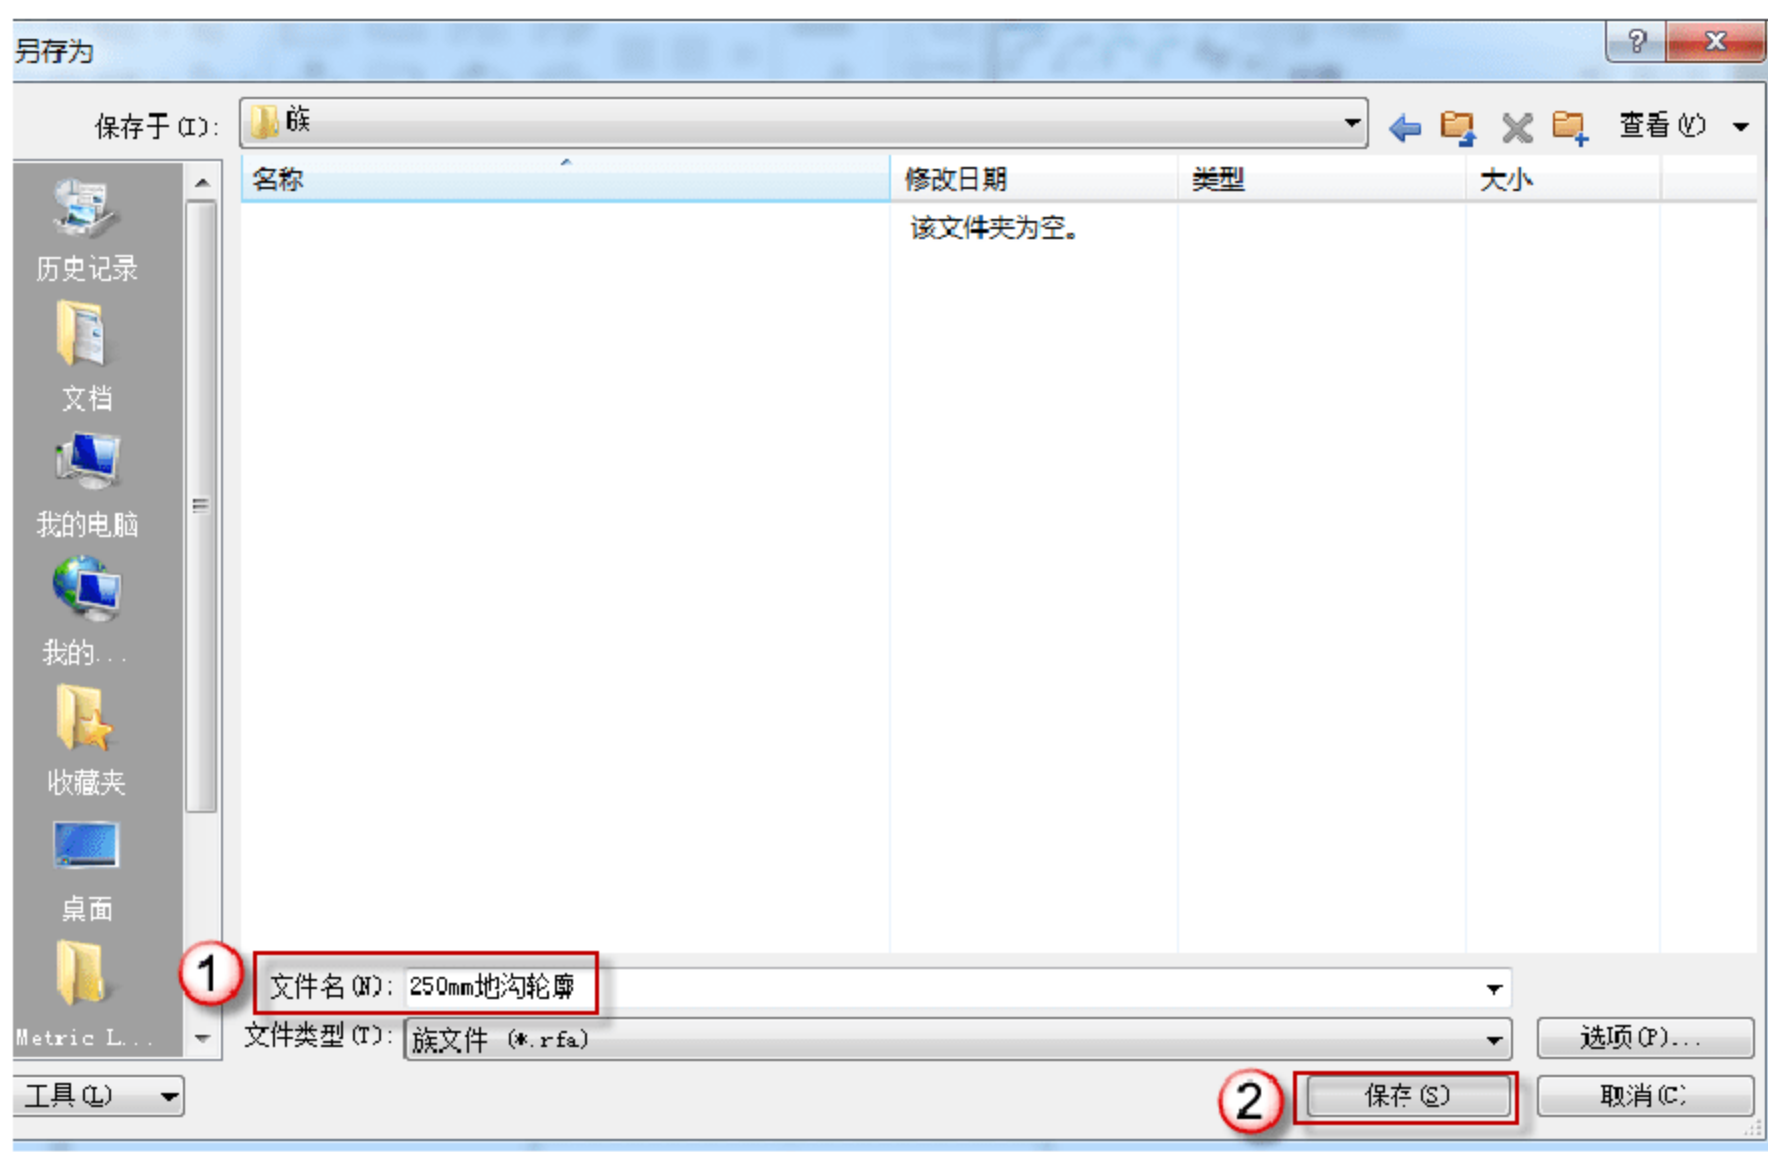 另存为
保存于(I):
族
查看(V)
名称 修改日期 类型 大小
该文件夹为空。
历史记录
文档
我的电脑
我的...
收藏夹
桌面
Metric L...
1
文件名(N): 250mm地沟轮廓
文件类型(T): 族文件 (*.rfa)
选项(P)...
工具(L)
2
保存(S)
取消(C)